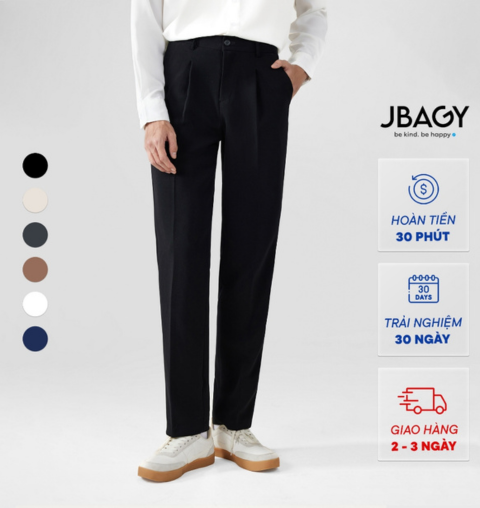 JBAGY
be kind. be happy
HOÀN TIỀN
30 PHÚT
30
DAYS
TRẢI NGHIỆM
30 NGÀY
GIAO HÀNG
2 - 3 NGÀY